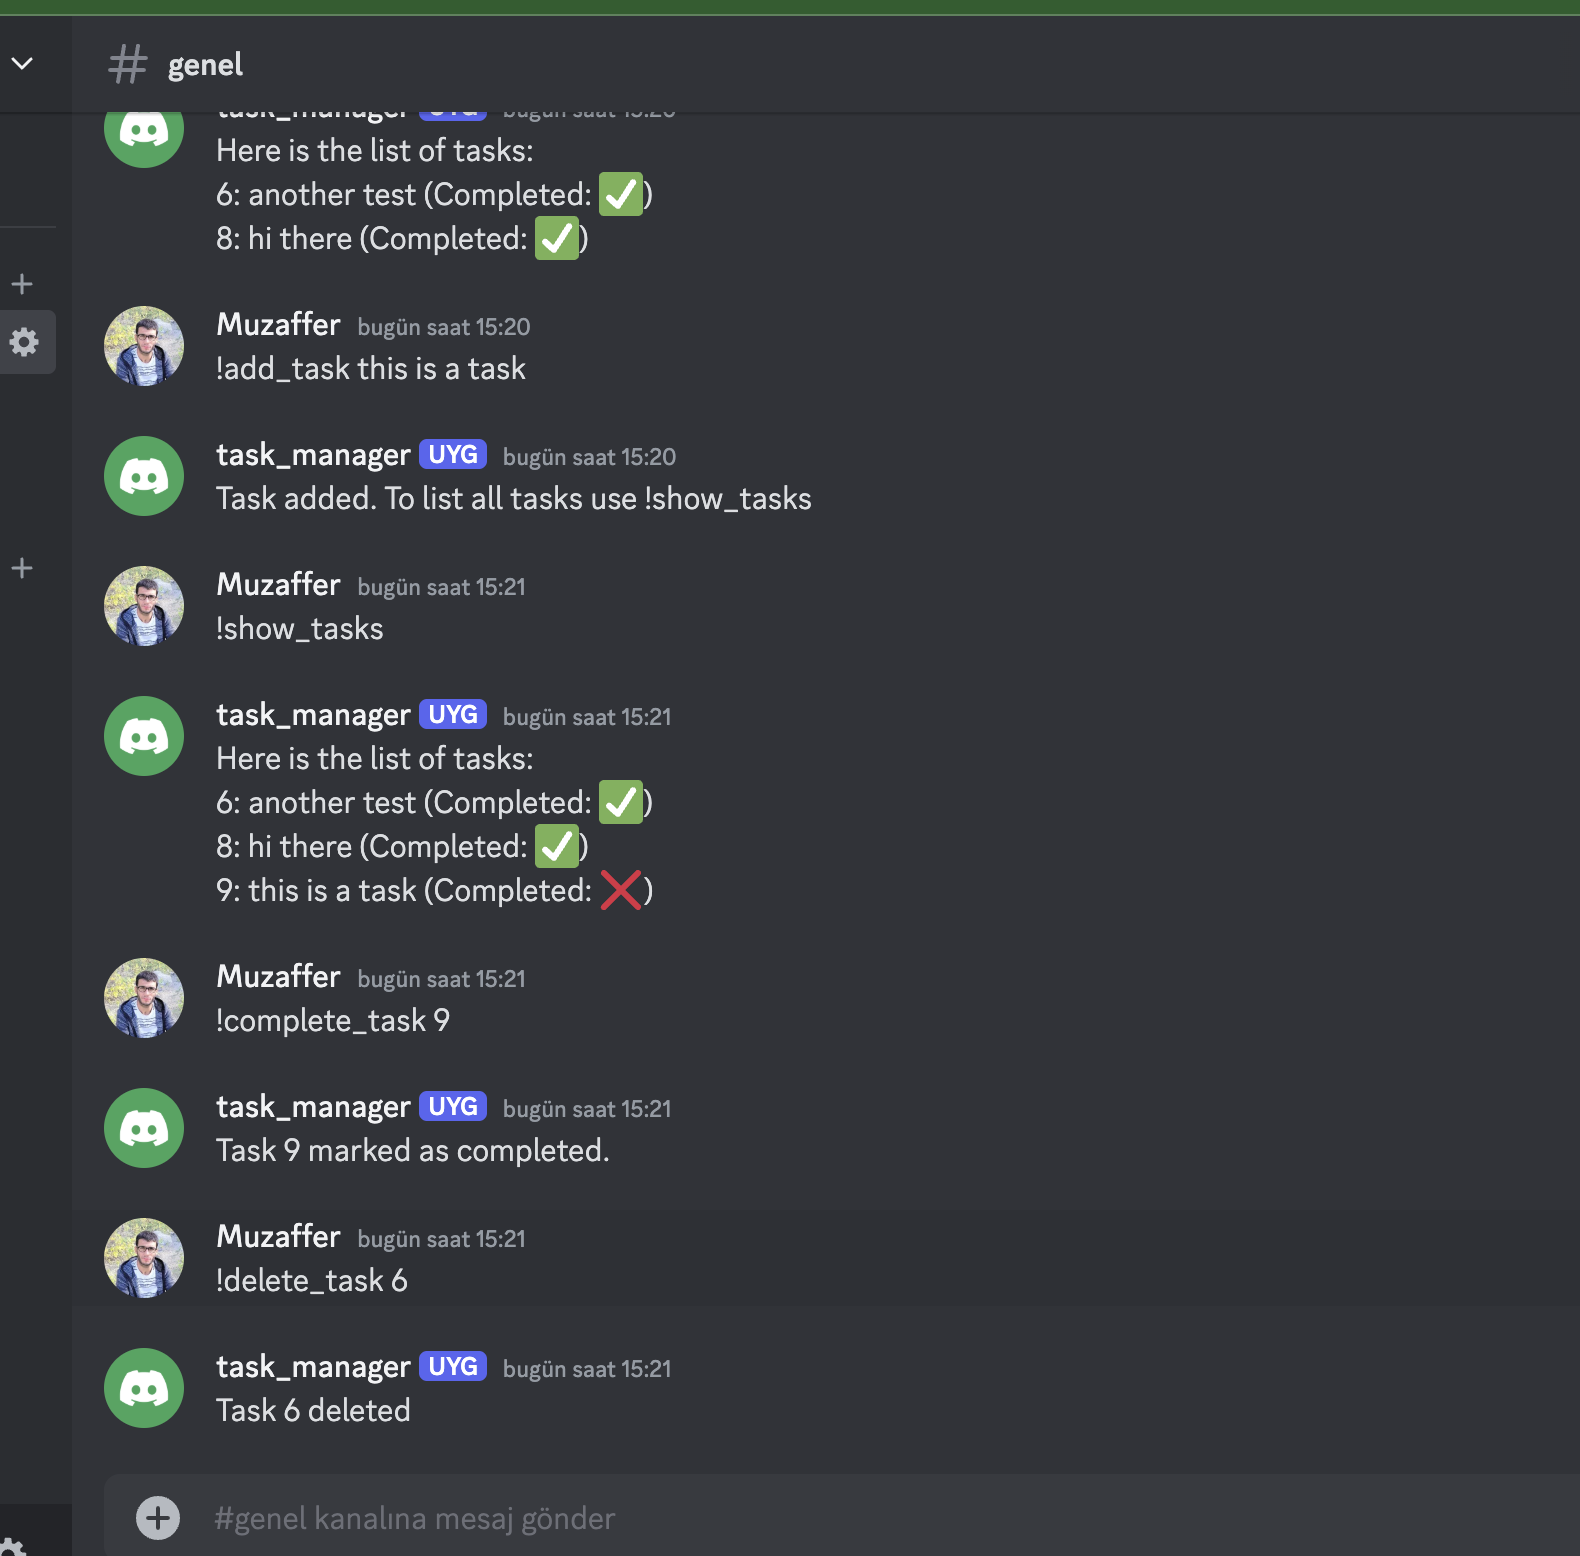 genel
task_manager UYG bugün saat 15:20
Here is the list of tasks:
6: another test (Completed: ✅)
8: hi there (Completed: ✅)
Muzaffer bugün saat 15:20
!add_task this is a task
task_manager UYG bugün saat 15:20
Task added. To list all tasks use !show_tasks
Muzaffer bugün saat 15:21
!show_tasks
task_manager UYG bugün saat 15:21
Here is the list of tasks:
6: another test (Completed: ✅)
8: hi there (Completed: ✅)
9: this is a task (Completed: ❌)
Muzaffer bugün saat 15:21
!complete_task 9
task_manager UYG bugün saat 15:21
Task 9 marked as completed.
Muzaffer bugün saat 15:21
!delete_task 6
task_manager UYG bugün saat 15:21
Task 6 deleted
#genel kanalına mesaj gönder